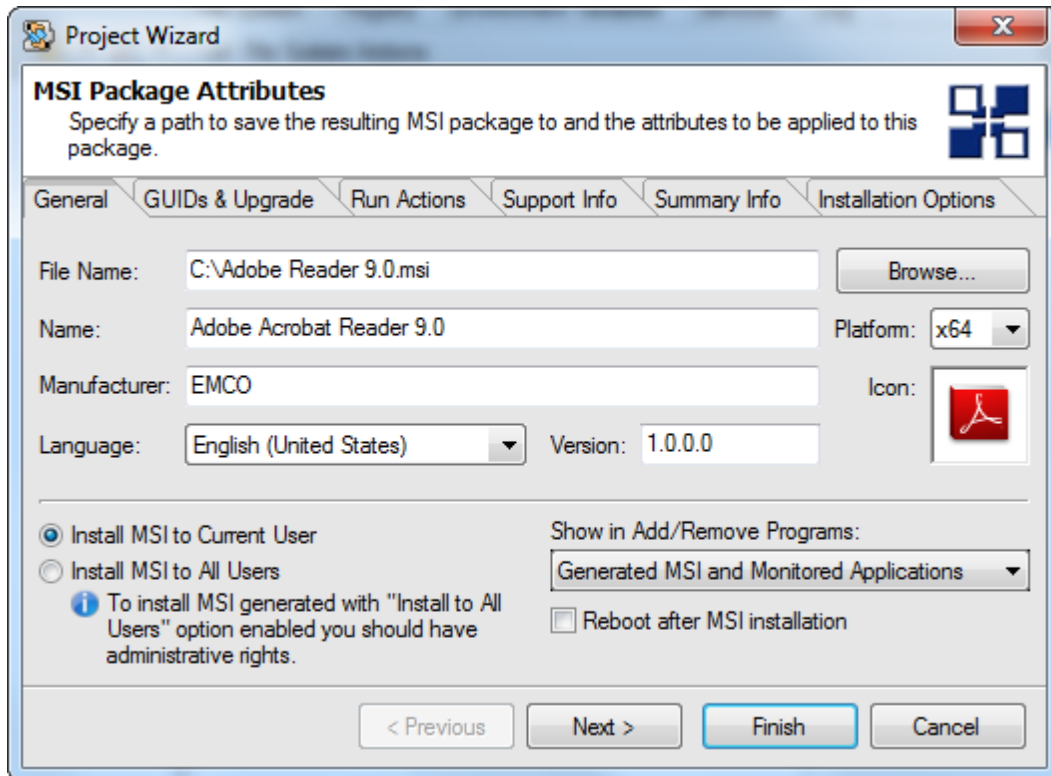 Project Wizard
MSI Package Attributes
Specify a path to save the resulting MSI package to and the attributes to be applied to this
package.
General GUIDs & Upgrade Run Actions Support Info Summary Info Installation Options
File Name: C:\Adobe Reader 9.0.msi Browse...
Name: Adobe Acrobat Reader 9.0 Platform: x64
Manufacturer: EMCO Icon:
Language: English (United States) Version: 1.0.0.0
Install MSI to Current User
Install MSI to All Users
To install MSI generated with "Install to All
Users" option enabled you should have
administrative rights.
Show in Add/Remove Programs:
Generated MSI and Monitored Applications
Reboot after MSI installation
< Previous Next > Finish Cancel